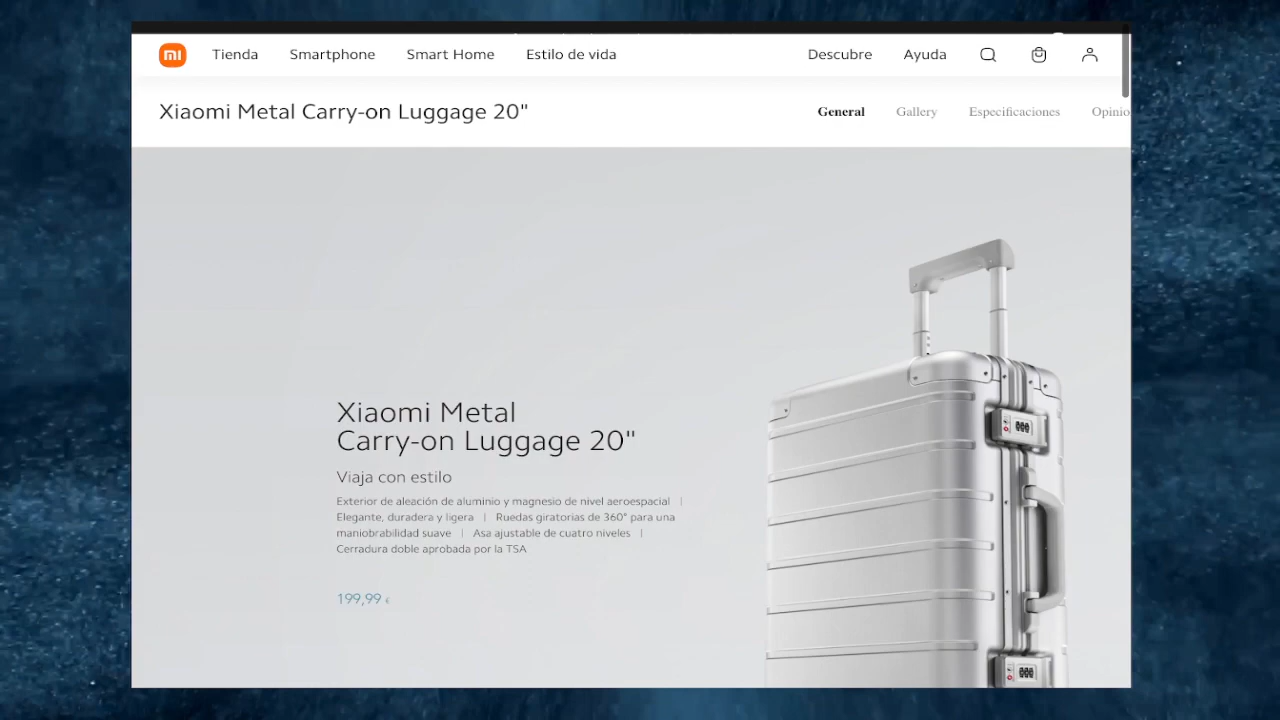 mi
Tienda Smartphone Smart Home Estilo de vida Descubre Ayuda
Xiaomi Metal Carry-on Luggage 20"
General Gallery Especificaciones
Xiaomi Metal
Carry-on Luggage 20"
Viaja con estilo
Exterior de aleación de aluminio y magnesio de nivel aeroespacial |
Elegante, duradera y ligera | Ruedas giratorias de 360° para una
maniobrabilidad suave | Asa ajustable de cuatro niveles |
Cerradura doble aprobada por la TSA
199,99 €